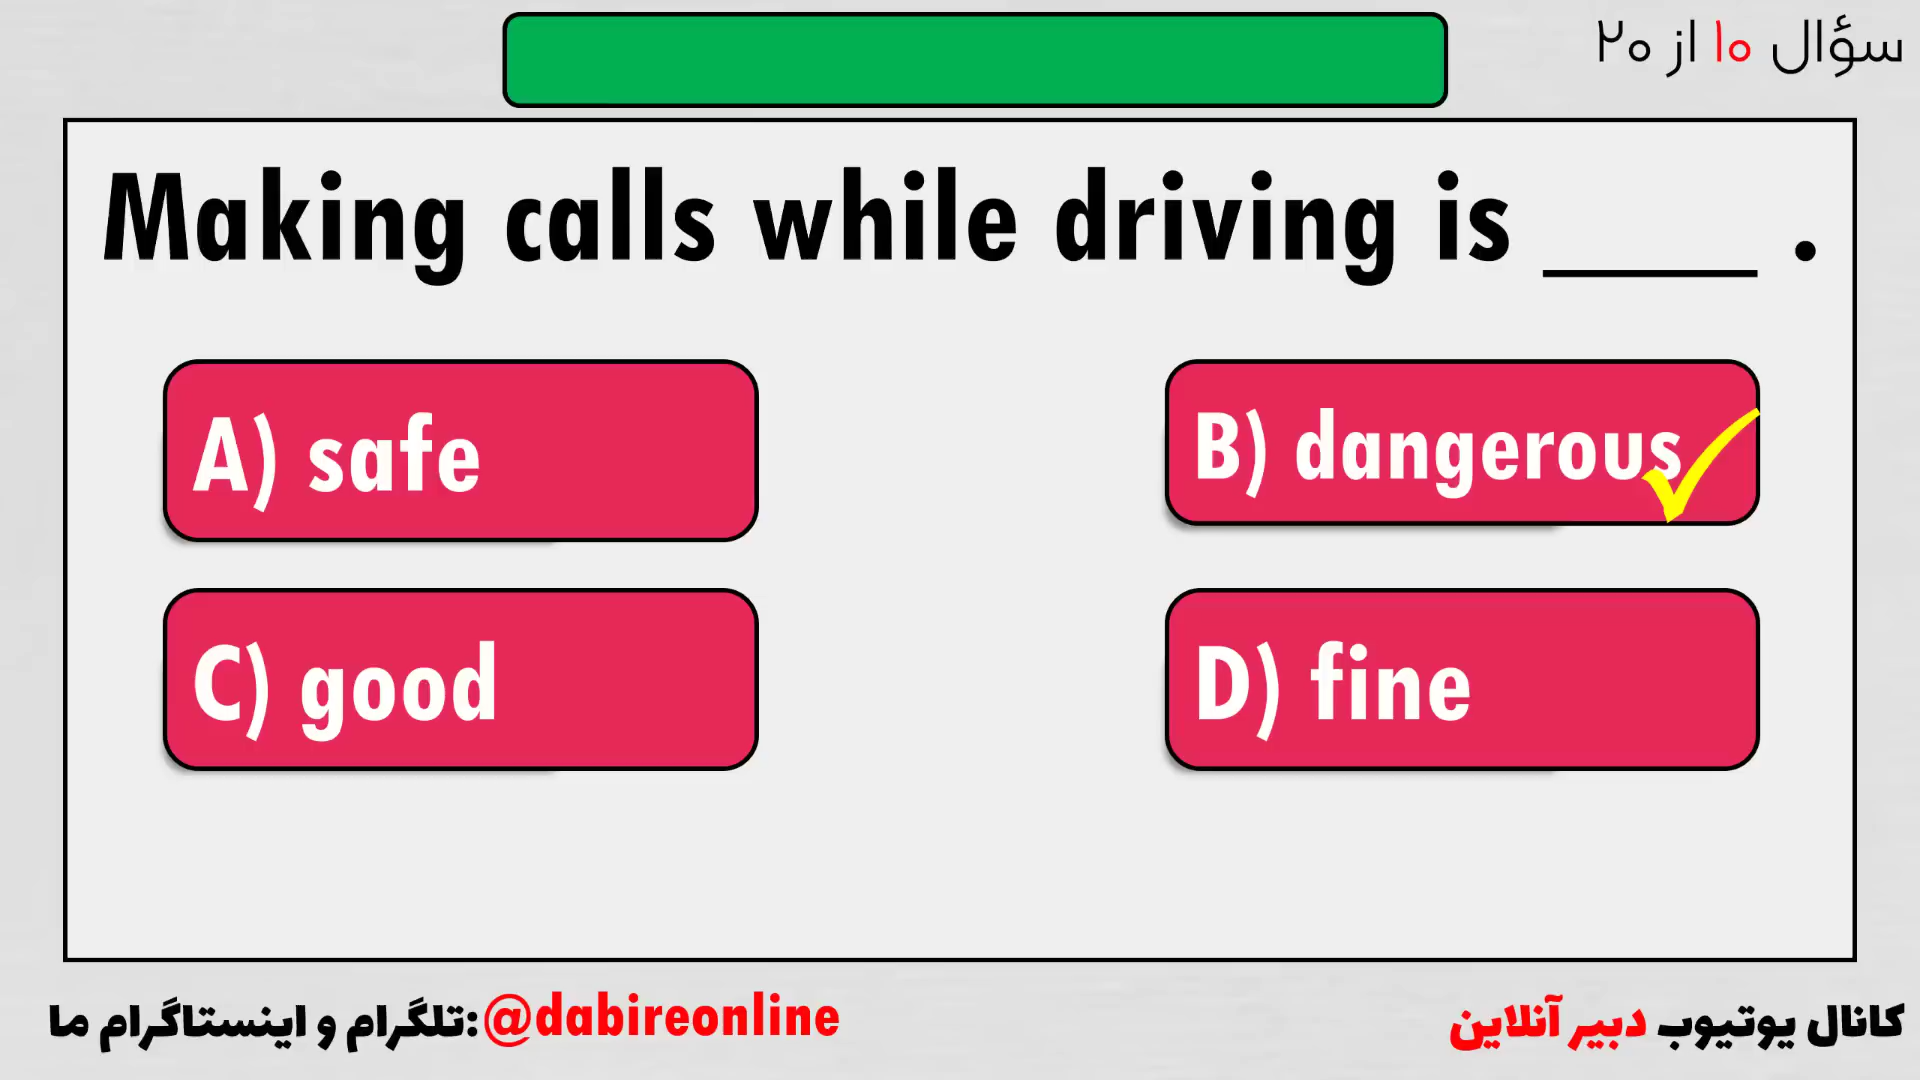 سؤال ۱۰ از ۲۰
Making calls while driving is ____ .
A) safe
B) dangerous
C) good
D) fine
تلگرام و اینستاگرام ما: @dabireonline
کانال یوتیوب دبیر آنلاین